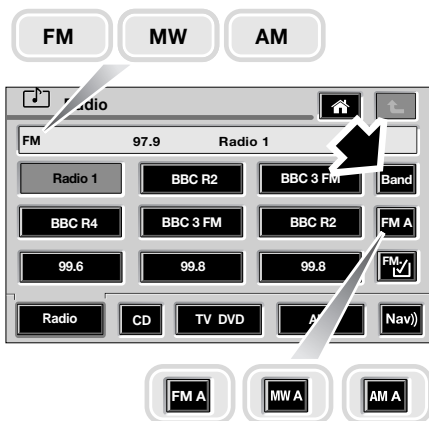 FM MW AM
Radio
FM 97.9 Radio 1
Radio 1 BBC R2 BBC 3 FM Band
BBC R4 BBC 3 FM BBC R2 FM A
99.6 99.8 99.8 FM
Radio CD TV DVD Nav
FM A MW A AM A